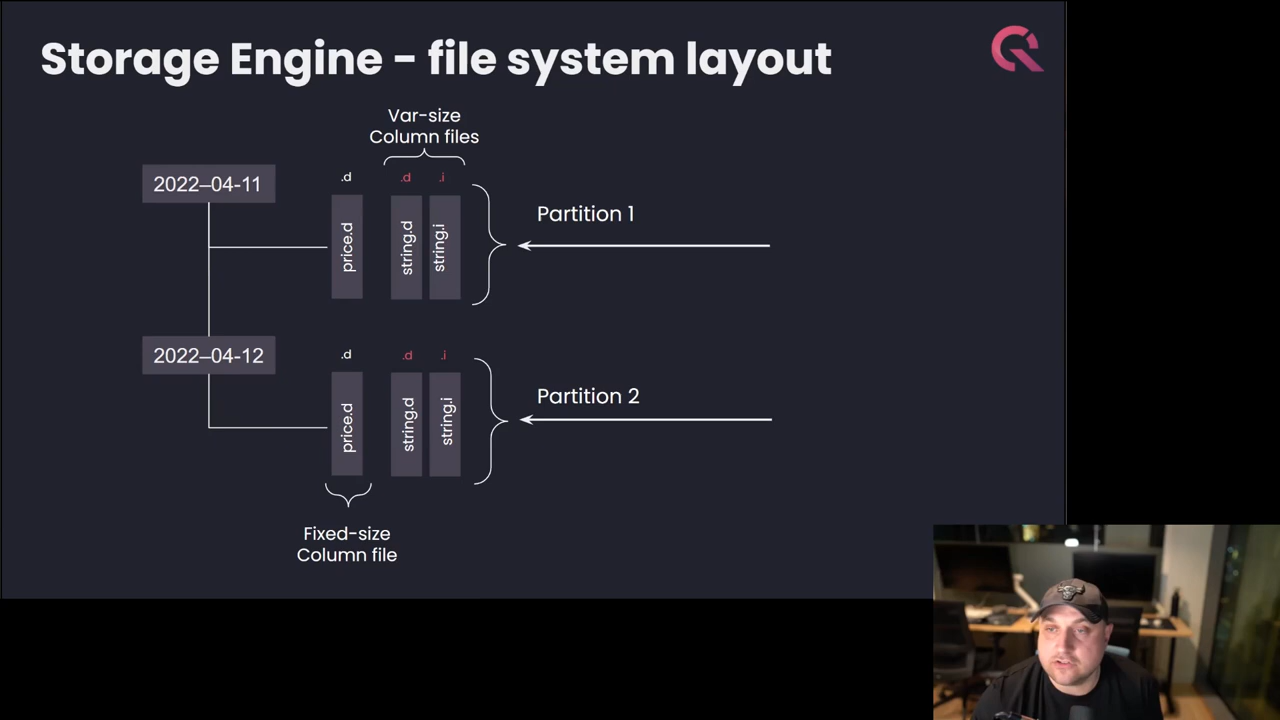 Storage Engine - file system layout
Var-size
Column files
2022–04-11
.d
.d
.i
price.d
string.d
string.i
Partition 1
2022–04-12
.d
.d
.i
price.d
string.d
string.i
Partition 2
Fixed-size
Column file